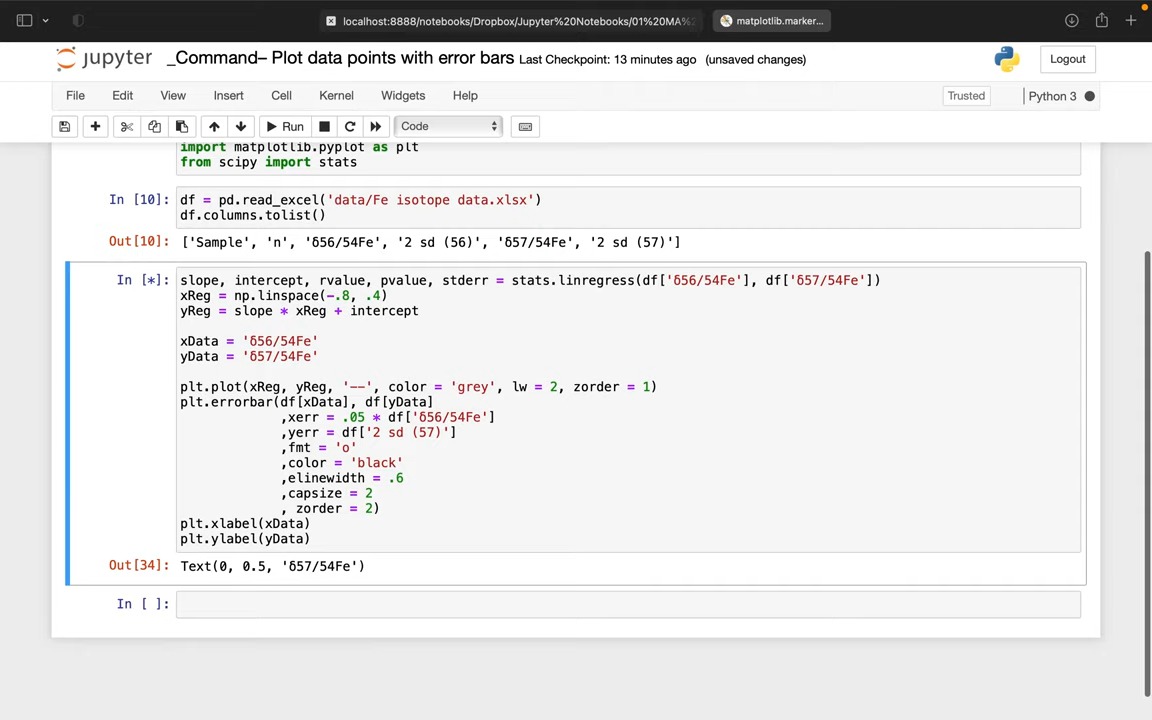 localhost:8888/notebooks/Dropbox/Jupyter%20Notebooks/01%20MA%
matplotlib.marker...
jupyter _Command– Plot data points with error bars Last Checkpoint: 13 minutes ago (unsaved changes)
Logout
File Edit View Insert Cell Kernel Widgets Help
Trusted
Python 3
Run
Code
import matplotlib.pyplot as plt
from scipy import stats
In [10]: df = pd.read_excel('data/Fe isotope data.xlsx')
df.columns.tolist()
Out[10]: ['Sample', 'n', 'δ56/54Fe', '2 sd (56)', 'δ57/54Fe', '2 sd (57)']
In [*]: slope, intercept, rvalue, pvalue, stderr = stats.linregress(df['δ56/54Fe'], df['δ57/54Fe'])
xReg = np.linspace(-.8, .4)
yReg = slope * xReg + intercept
xData = 'δ56/54Fe'
yData = 'δ57/54Fe'
plt.plot(xReg, yReg, '--', color = 'grey', lw = 2, zorder = 1)
plt.errorbar(df[xData], df[yData]
,xerr = .05 * df['δ56/54Fe']
,yerr = df['2 sd (57)']
,fmt = 'o'
,color = 'black'
,elinewidth = .6
,capsize = 2
, zorder = 2)
plt.xlabel(xData)
plt.ylabel(yData)
Out[34]: Text(0, 0.5, 'δ57/54Fe')
In [ ]: